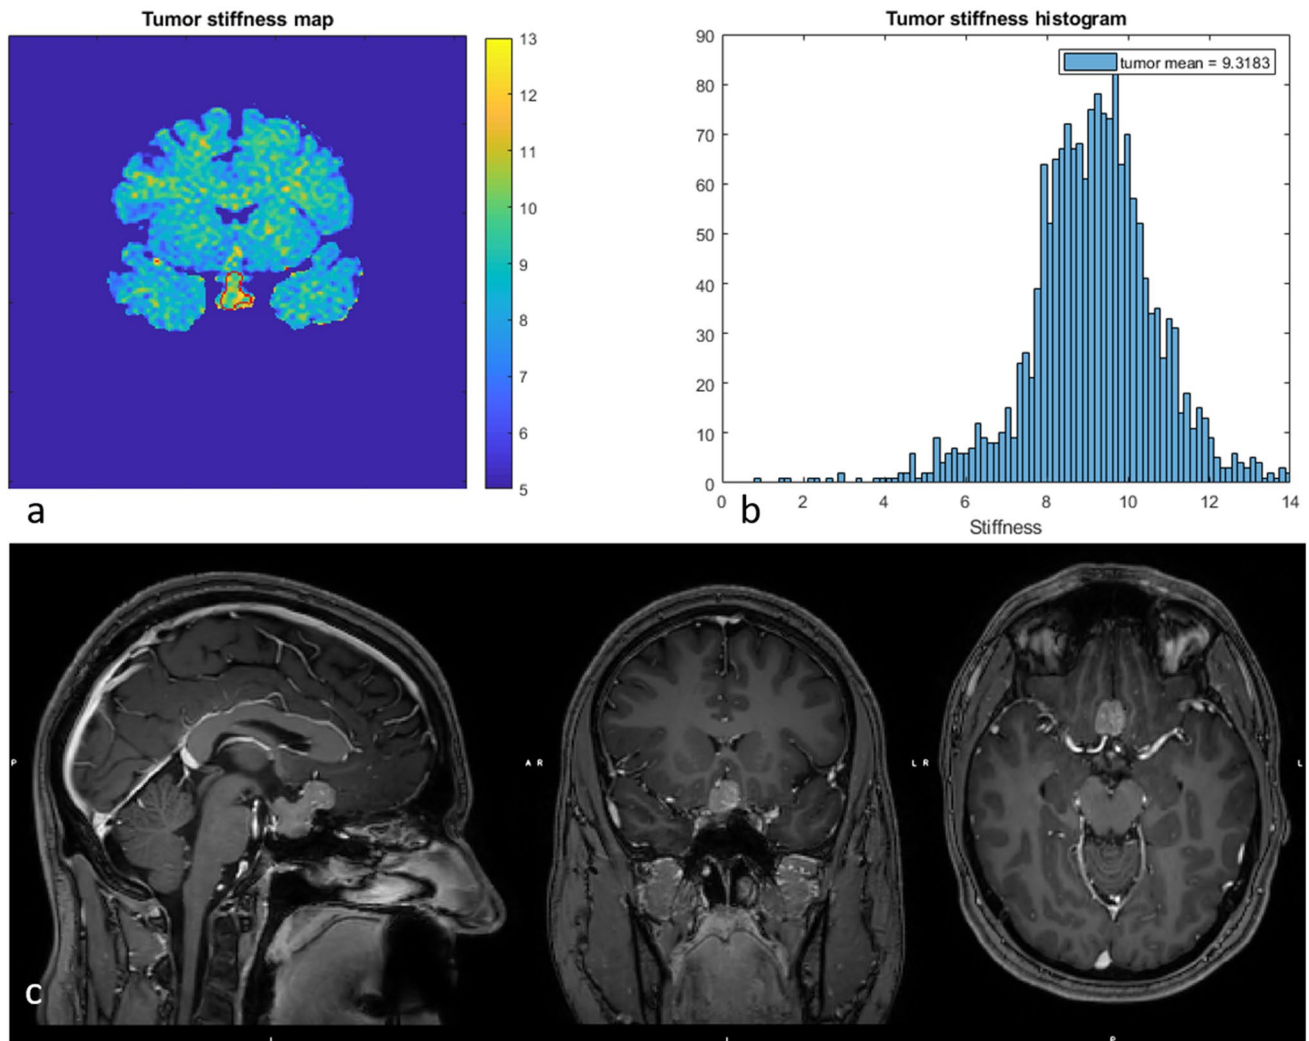 Tumor stiffness map
13
12
11
10
9
8
7
6
5
a
Tumor stiffness histogram
90
80
70
60
50
40
30
20
10
0
tumor mean = 9.3183
0 2 4 6 8 10 12 14
Stiffness
b
P
A R
L R
L
c
I
I
P